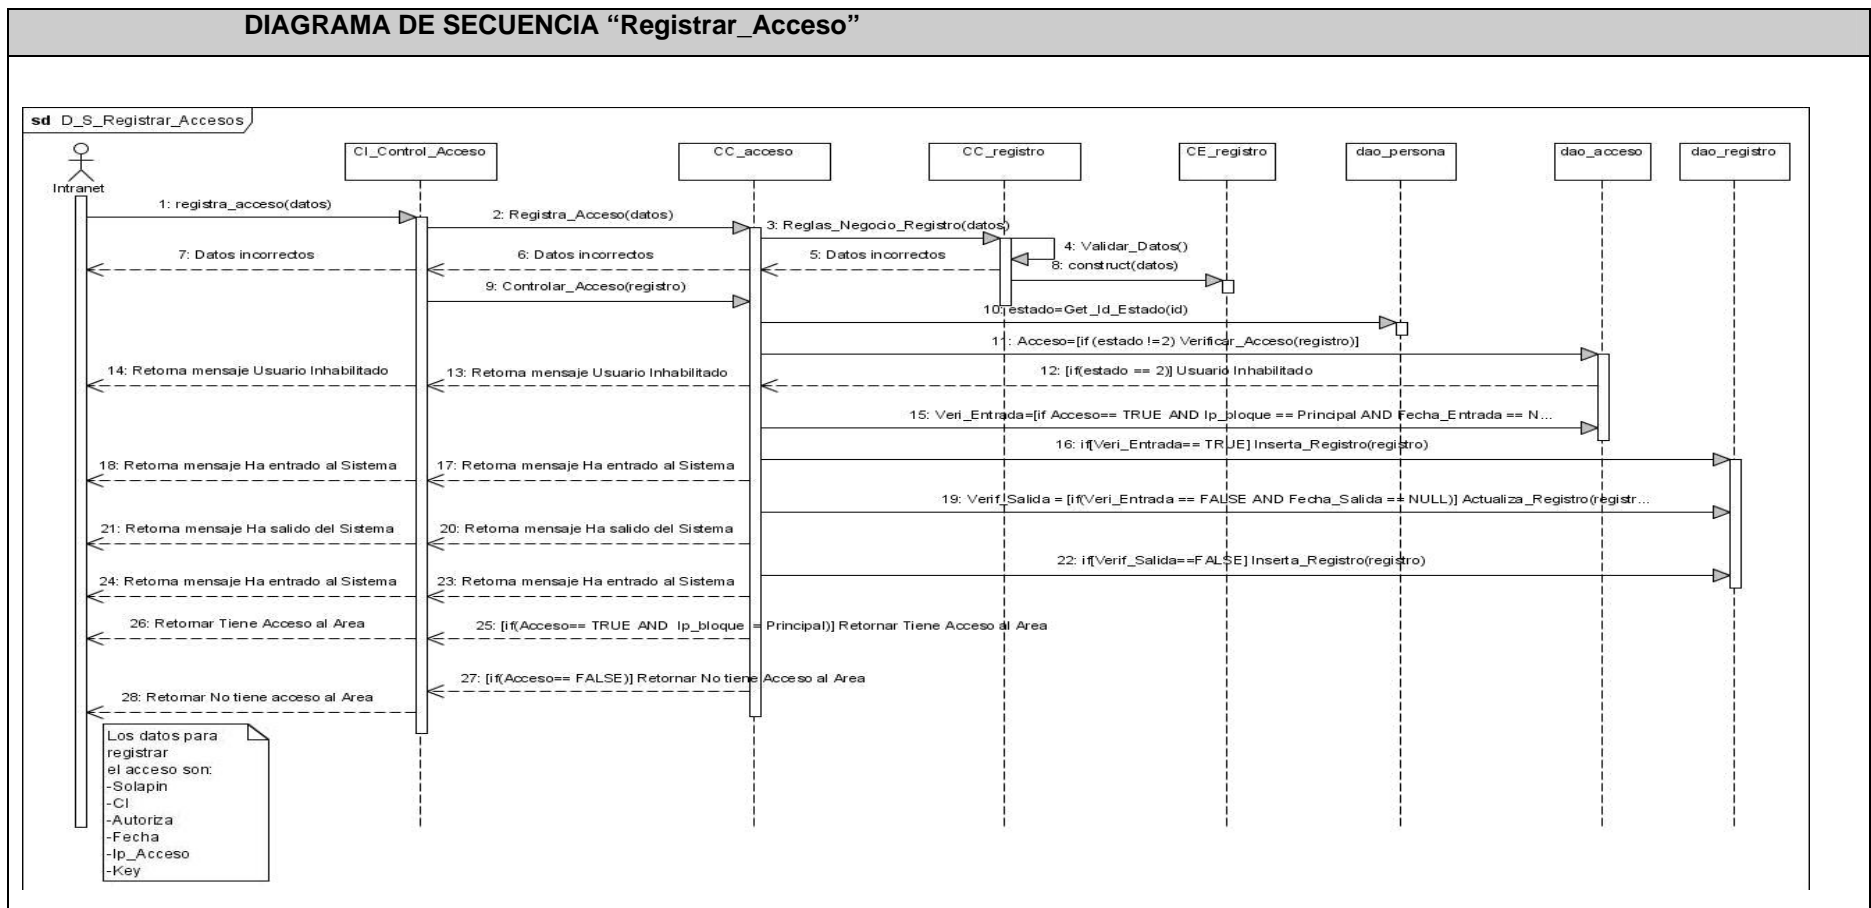 DIAGRAMA DE SECUENCIA “Registrar_Acceso”
sd D_S_Registrar_Accesos
Intranet
CI_Control_Acceso
CC_acceso
CC_registro
CE_registro
dao_persona
dao_acceso
dao_registro
1: registra_acceso(datos)
2: Registra_Acceso(datos)
3: Reglas_Negocio_Registro(datos)
4: Validar_Datos()
5: Datos incorrectos
6: Datos incorrectos
7: Datos incorrectos
8: construct(datos)
9: Controlar_Acceso(registro)
10: estado=Get_Id_Estado(id)
11: Acceso=[if (estado !=2) Verificar_Acceso(registro)]
12: [if(estado == 2)] Usuario Inhabilitado
13: Retorna mensaje Usuario Inhabilitado
14: Retorna mensaje Usuario Inhabilitado
15: Veri_Entrada=[if Acceso== TRUE AND Ip_bloque == Principal AND Fecha_Entrada == N...
16: if[Veri_Entrada== TRUE] Inserta_Registro(registro)
17: Retorna mensaje Ha entrado al Sistema
18: Retorna mensaje Ha entrado al Sistema
19: Verif_Salida = [if(Veri_Entrada == FALSE AND Fecha_Salida == NULL)] Actualiza_Registro(registr...
20: Retorna mensaje Ha salido del Sistema
21: Retorna mensaje Ha salido del Sistema
22: if[Verif_Salida==FALSE] Inserta_Registro(registro)
23: Retorna mensaje Ha entrado al Sistema
24: Retorna mensaje Ha entrado al Sistema
25: [if(Acceso== TRUE AND Ip_bloque = Principal)] Retornar Tiene Acceso al Area
26: Retornar Tiene Acceso al Area
27: [if(Acceso== FALSE)] Retornar No tiene Acceso al Area
28: Retornar No tiene acceso al Area
Los datos para
registrar
el acceso son:
-Solapin
-CI
-Autoriza
-Fecha
-Ip_Acceso
-Key